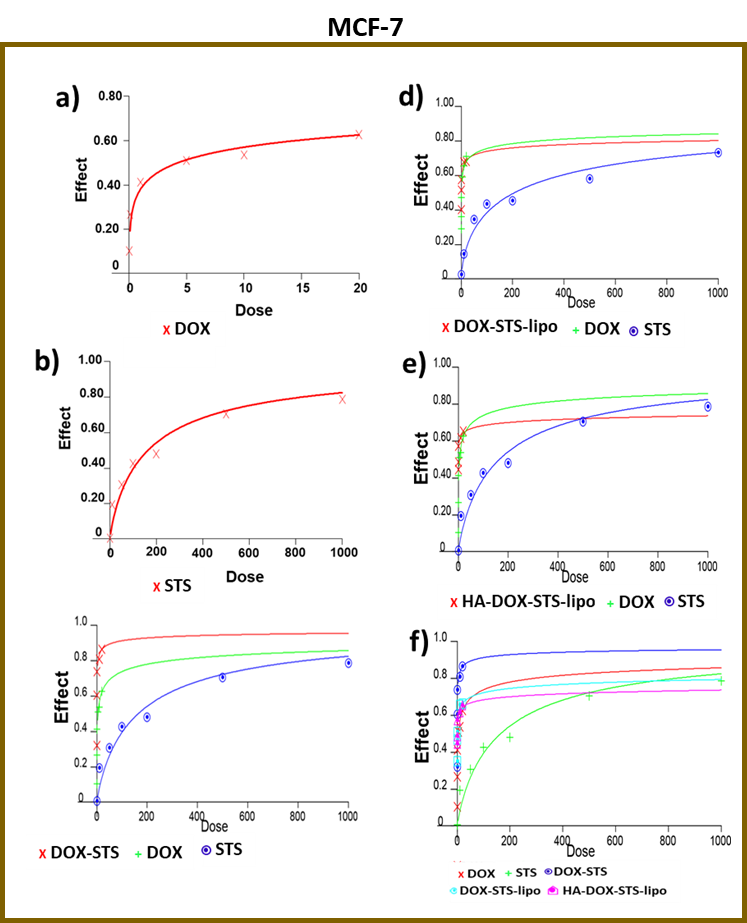 MCF-7
a)
0.80
0.60
0.40
0.20
0
Effect
0 5 10 15 20
Dose
x DOX
b)
1.00
0.80
0.60
0.40
0.20
0
Effect
0 200 400 600 800 1000
Dose
x STS
1.0
0.8
0.6
0.4
0.2
0
Effect
0 200 400 600 800 1000
Dose
x DOX-STS + DOX STS
d)
1.00
0.80
0.60
0.40
0.20
0
Effect
0 200 400 600 800 1000
Dose
x DOX-STS-lipo + DOX STS
e)
1.00
0.80
0.60
0.40
0.20
0
Effect
0 200 400 600 800 1000
Dose
x HA-DOX-STS-lipo + DOX STS
f)
1.0
0.8
0.6
0.4
0.2
0
Effect
0 200 400 600 800 1000
Dose
x DOX + STS DOX-STS
DOX-STS-lipo HA-DOX-STS-lipo